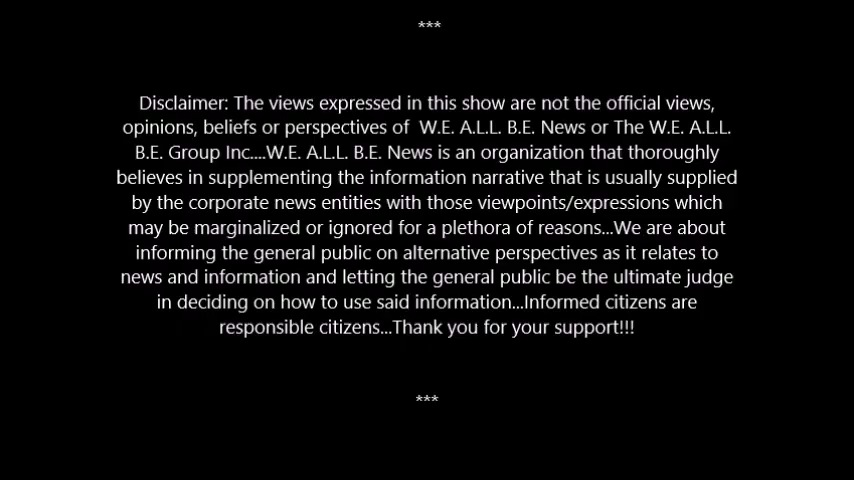 ***
Disclaimer: The views expressed in this show are not the official views,
opinions, beliefs or perspectives of  W.E. A.L.L. B.E. News or The W.E. A.L.L.
B.E. Group Inc....W.E. A.L.L. B.E. News is an organization that thoroughly
believes in supplementing the information narrative that is usually supplied
by the corporate news entities with those viewpoints/expressions which
may be marginalized or ignored for a plethora of reasons...We are about
informing the general public on alternative perspectives as it relates to
news and information and letting the general public be the ultimate judge
in deciding on how to use said information...Informed citizens are
responsible citizens...Thank you for your support!!!
***